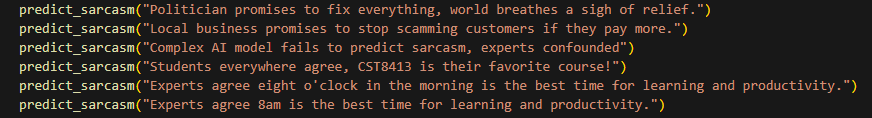 predict_sarcasm("Politician promises to fix everything, world breathes a sigh of relief.")
predict_sarcasm("Local business promises to stop scamming customers if they pay more.")
predict_sarcasm("Complex AI model fails to predict sarcasm, experts confounded")
predict_sarcasm("Students everywhere agree, CST8413 is their favorite course!")
predict_sarcasm("Experts agree eight o'clock in the morning is the best time for learning and productivity.")
predict_sarcasm("Experts agree 8am is the best time for learning and productivity.")